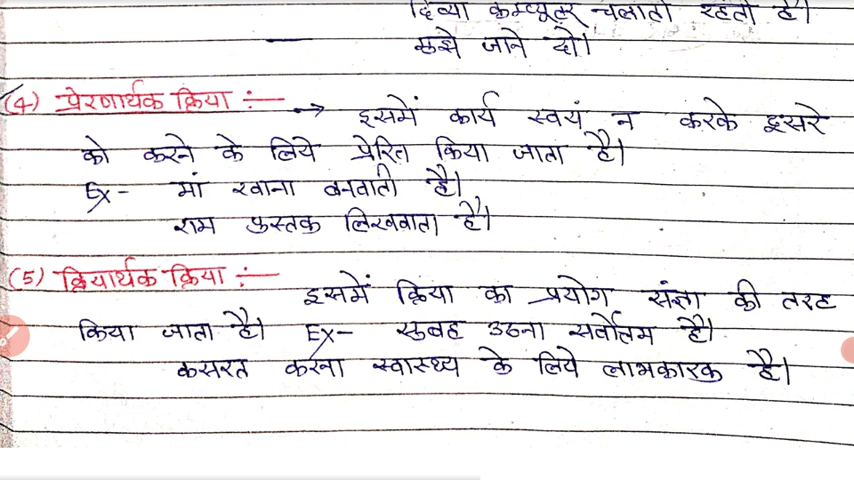 दिव्या कम्प्यूटर चलाती रहती है।
मुझे जाने दो।
(4) प्रेरणार्थक क्रिया :— → इसमें कार्य स्वयं न करके दूसरे
को करने के लिये प्रेरित किया जाता है।
Ex- मां खाना बनवाती है।
राम पुस्तक लिखवाता है।
(5) क्रियार्थक क्रिया :— इसमें क्रिया का प्रयोग संज्ञा की तरह
किया जाता है। Ex- सुबह उठना सर्वोतम है।
कसरत करना स्वास्थ्य के लिये लाभकारक है।